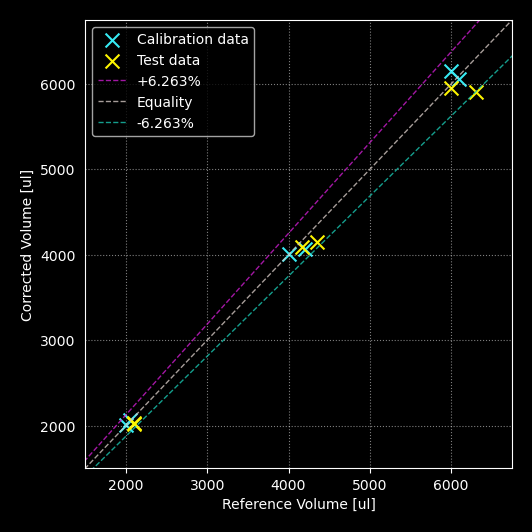 Calibration data
Test data
+6.263%
Equality
-6.263%
6000
5000
4000
3000
2000
Corrected Volume [ul]
2000 3000 4000 5000 6000
Reference Volume [ul]